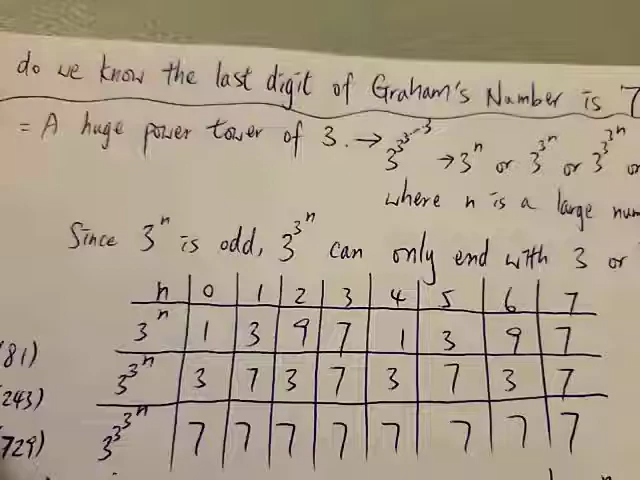 do we know the last digit of Graham's Number is 7
= A huge power tower of 3. → 3^3^3^-^3 → 3^n or 3^3^n or 3^3^3^n or
where n is a large num
Since 3^n is odd, 3^3^n can only end with 3 or
n 0 1 2 3 4 5 6 7
3^n 1 3 9 7 1 3 9 7
81)
3^3^n 3 7 3 7 3 7 3 7
243)
3^3^3^n 7 7 7 7 7 7 7 7
729)